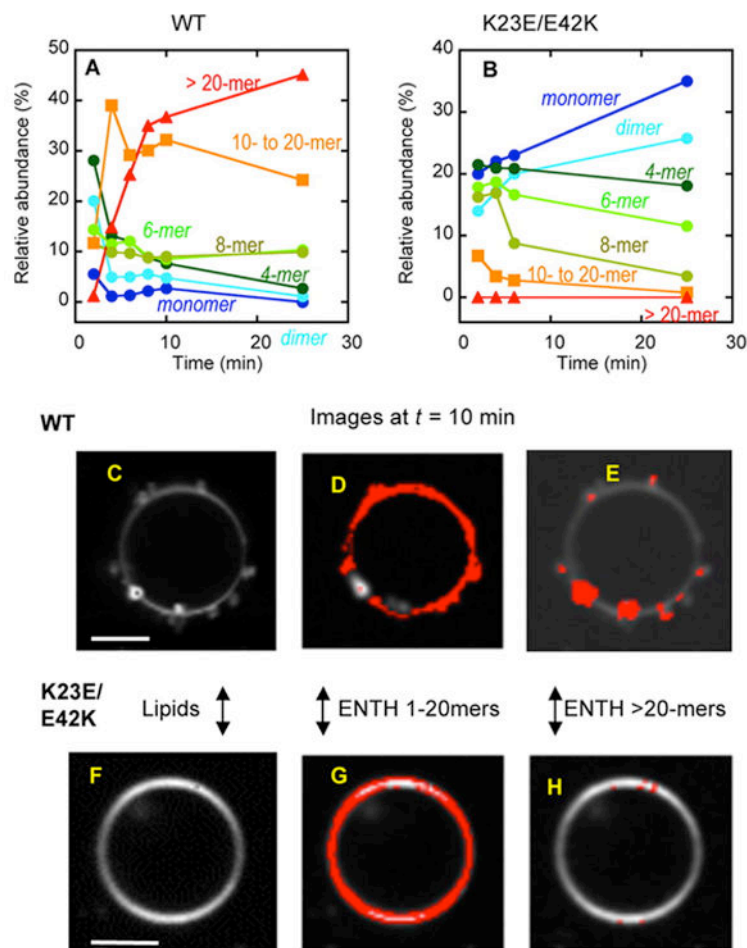 WT
K23E/E42K
A
50
40
30
20
10
0
Relative abundance (%)
> 20-mer
10- to 20-mer
6-mer
8-mer
4-mer
monomer
dimer
0
10
20
30
Time (min)
B
40
30
20
10
0
Relative abundance (%)
monomer
dimer
4-mer
6-mer
8-mer
10- to 20-mer
> 20-mer
0
10
20
30
Time (min)
WT
Images at t = 10 min
C
D
E
K23E/
E42K
Lipids
ENTH 1-20mers
ENTH >20-mers
F
G
H